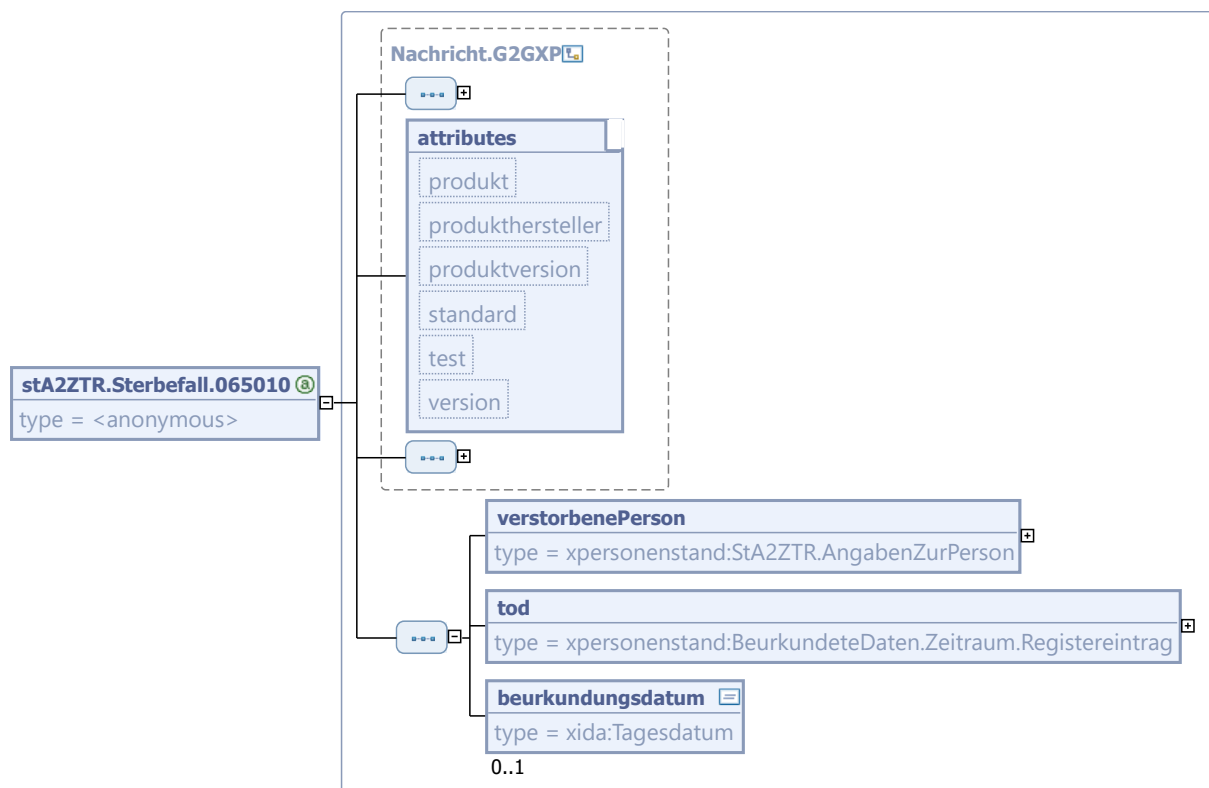 Nachricht.G2GXP
attributes
produkt
produkthersteller
produktversion
standard
test
version
stA2ZTR.Sterbefall.065010 a
type = <anonymous>
verstorbenePerson
type = xpersonenstand:StA2ZTR.AngabenZurPerson
tod
type = xpersonenstand:BeurkundeteDaten.Zeitraum.Registereintrag
beurkundungsdatum
type = xida:Tagesdatum
0..1